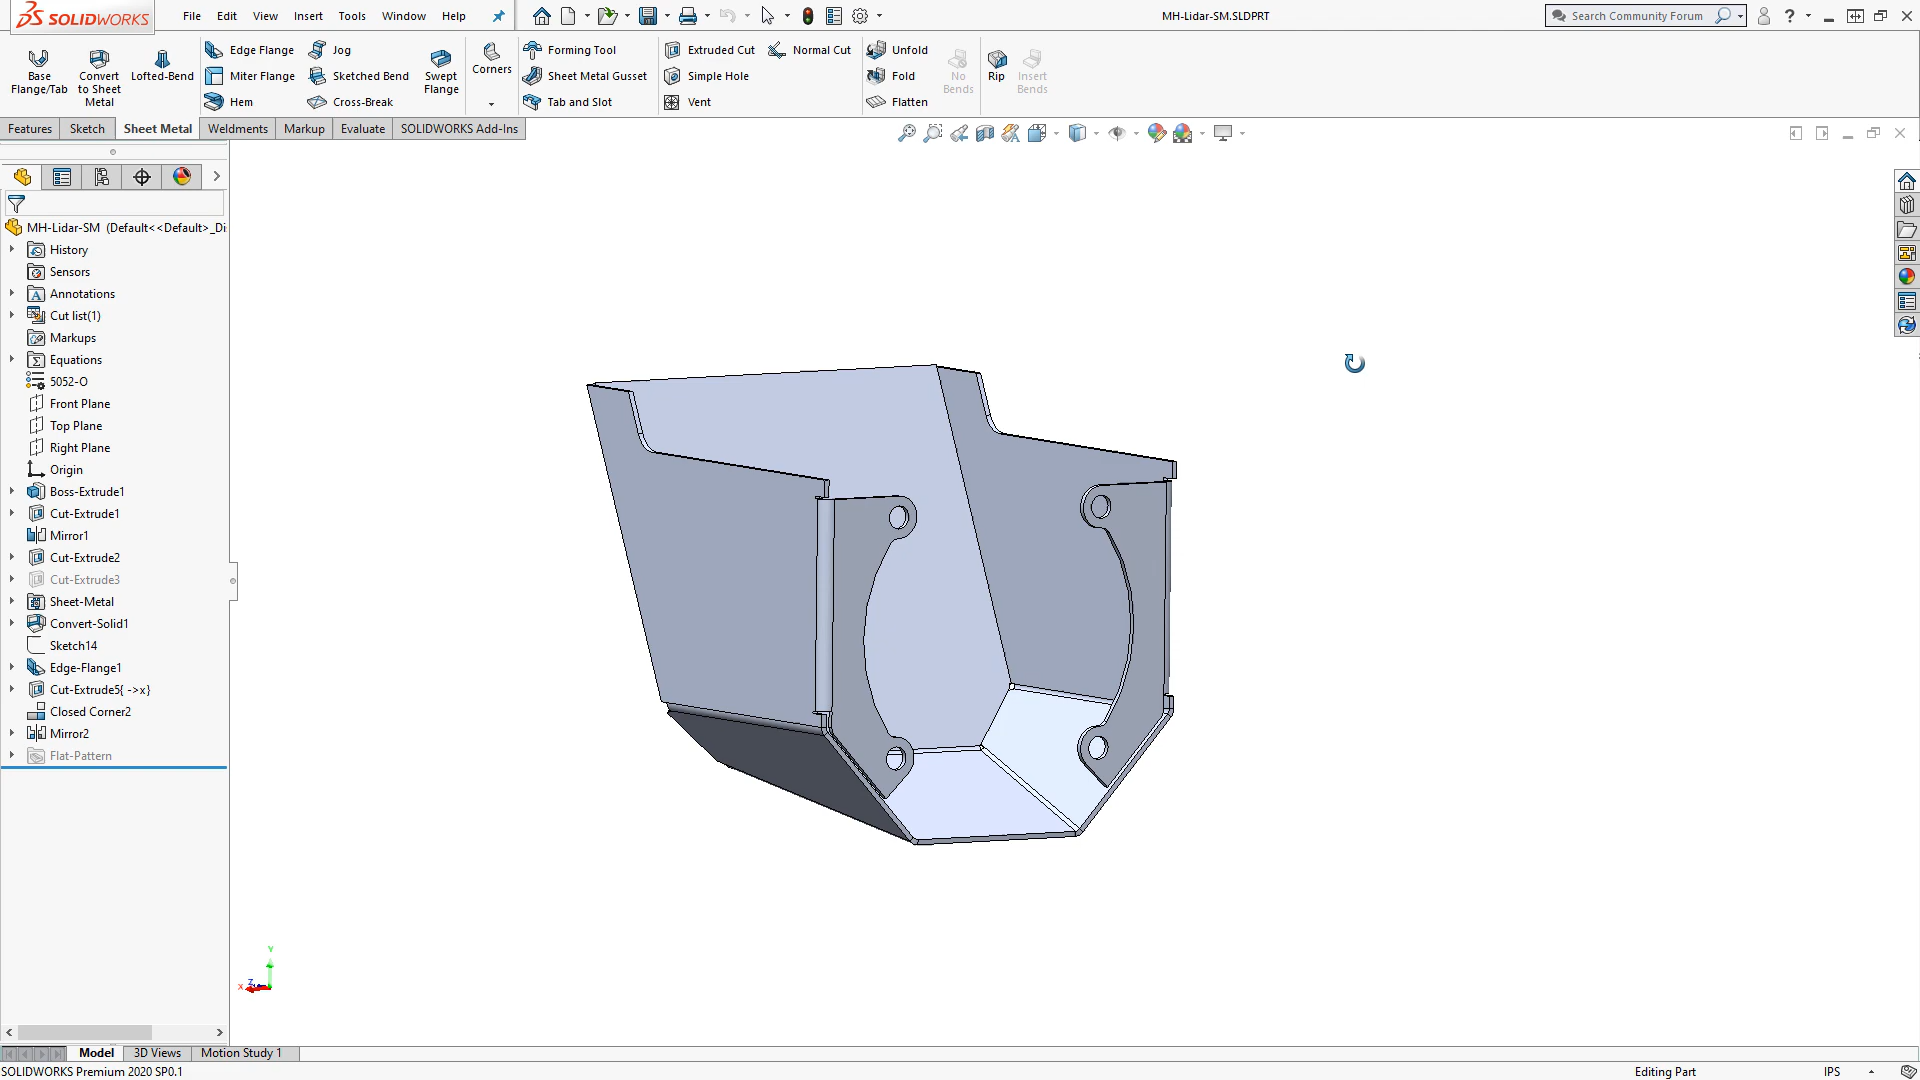 SOLIDWORKS
File Edit View Insert Tools Window Help
MH-Lidar-SM.SLDPRT
Search Community Forum
?
Base Flange/Tab
Convert to Sheet Metal
Lofted-Bend
Edge Flange
Miter Flange
Hem
Jog
Sketched Bend
Cross-Break
Swept Flange
Corners
Forming Tool
Sheet Metal Gusset
Tab and Slot
Extruded Cut
Simple Hole
Vent
Normal Cut
Unfold
Fold
Flatten
No Bends
Rip
Insert Bends
Features Sketch Sheet Metal Weldments Markup Evaluate SOLIDWORKS Add-Ins
MH-Lidar-SM (Default<<Default>_Di
History
Sensors
Annotations
Cut list(1)
Markups
Equations
5052-O
Front Plane
Top Plane
Right Plane
Origin
Boss-Extrude1
Cut-Extrude1
Mirror1
Cut-Extrude2
Cut-Extrude3
Sheet-Metal
Convert-Solid1
Sketch14
Edge-Flange1
Cut-Extrude5{ ->x}
Closed Corner2
Mirror2
Flat-Pattern
Y
Z
X
Model 3D Views Motion Study 1
SOLIDWORKS Premium 2020 SP0.1
Editing Part
IPS